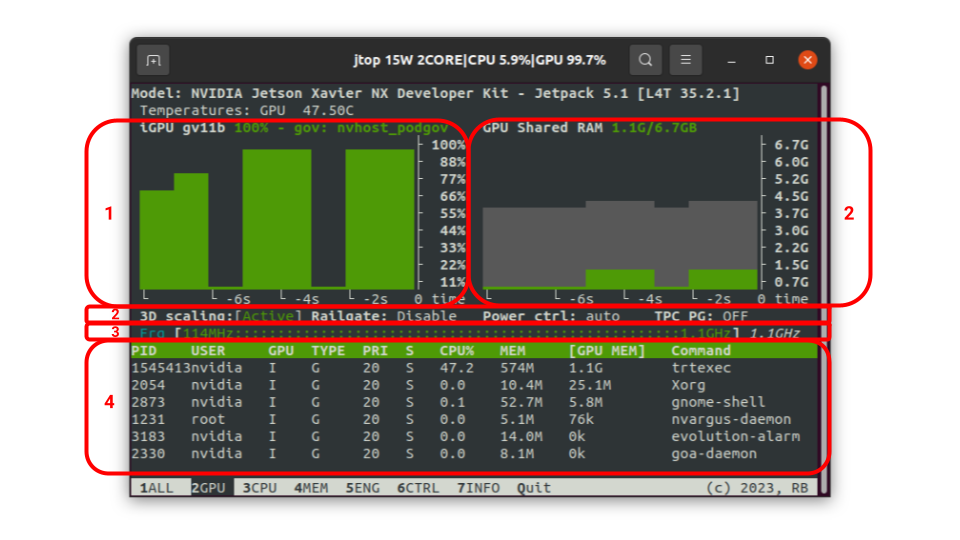 jtop 15W 2CORE|CPU 5.9%|GPU 99.7%
Model: NVIDIA Jetson Xavier NX Developer Kit - Jetpack 5.1 [L4T 35.2.1]
Temperatures: GPU 47.50C
iGPU gv11b 100% - gov: nvhost_podgov GPU Shared RAM 1.1G/6.7GB
100% 6.7G
88% 6.0G
77% 5.2G
66% 4.5G
1 55% 3.7G 2
44% 3.0G
33% 2.2G
22% 1.5G
11% 0.7G
-6s -4s -2s 0 time -6s -4s -2s 0 time
2 3D scaling:[Active] Railgate: Disable Power ctrl: auto TPC PG: OFF
3 Frq [114MHz 1.1GHz] 1.1GHz
PID USER GPU TYPE PRI S CPU% MEM [GPU MEM] Command
1545413nvidia I G 20 S 47.2 574M 1.1G trtexec
2054 nvidia I G 20 S 0.0 10.4M 25.1M Xorg
4 2873 nvidia I G 20 S 0.1 52.7M 5.8M gnome-shell
1231 root I G 20 S 0.0 5.1M 76k nvargus-daemon
3183 nvidia I G 20 S 0.0 14.0M 0k evolution-alarm
2330 nvidia I G 20 S 0.0 8.1M 0k goa-daemon
1ALL 2GPU 3CPU 4MEM 5ENG 6CTRL 7INFO Quit (c) 2023, RB